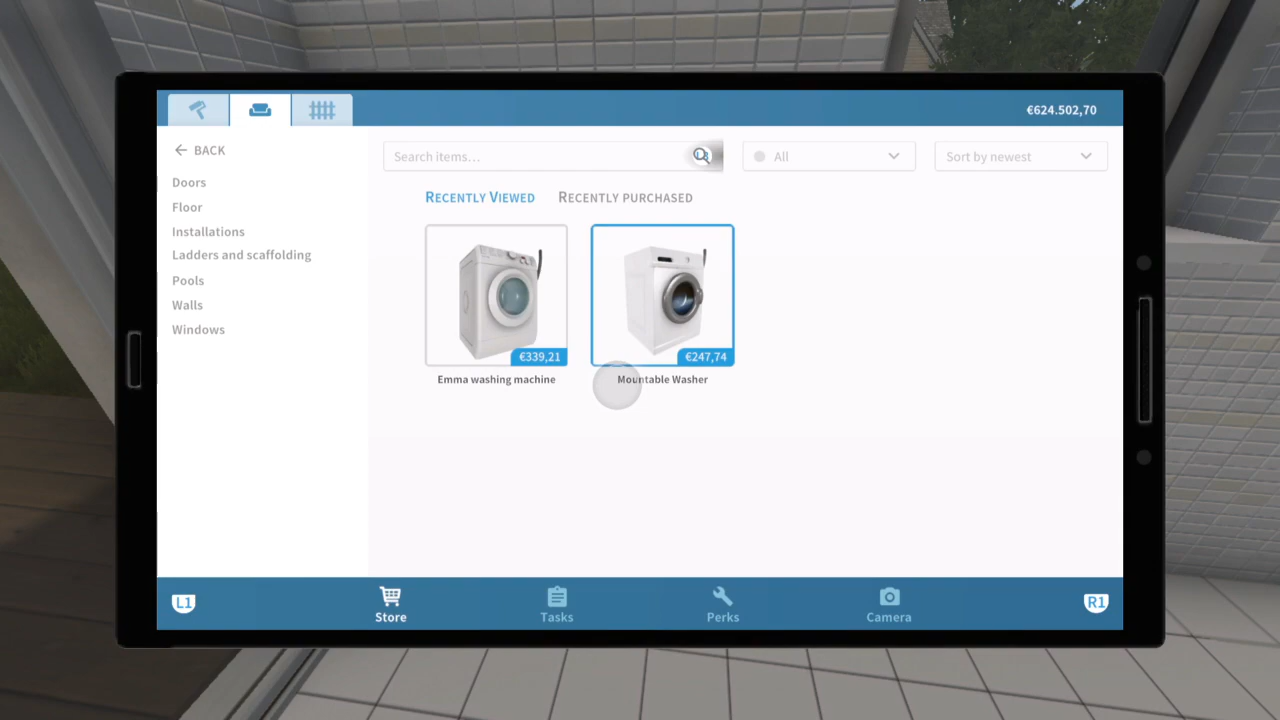 €624.502,70
BACK
Doors
Floor
Installations
Ladders and scaffolding
Pools
Walls
Windows
Search items...
All
Sort by newest
RECENTLY VIEWED
RECENTLY PURCHASED
€339,21
Emma washing machine
€247,74
Mountable Washer
L1
Store
Tasks
Perks
Camera
R1